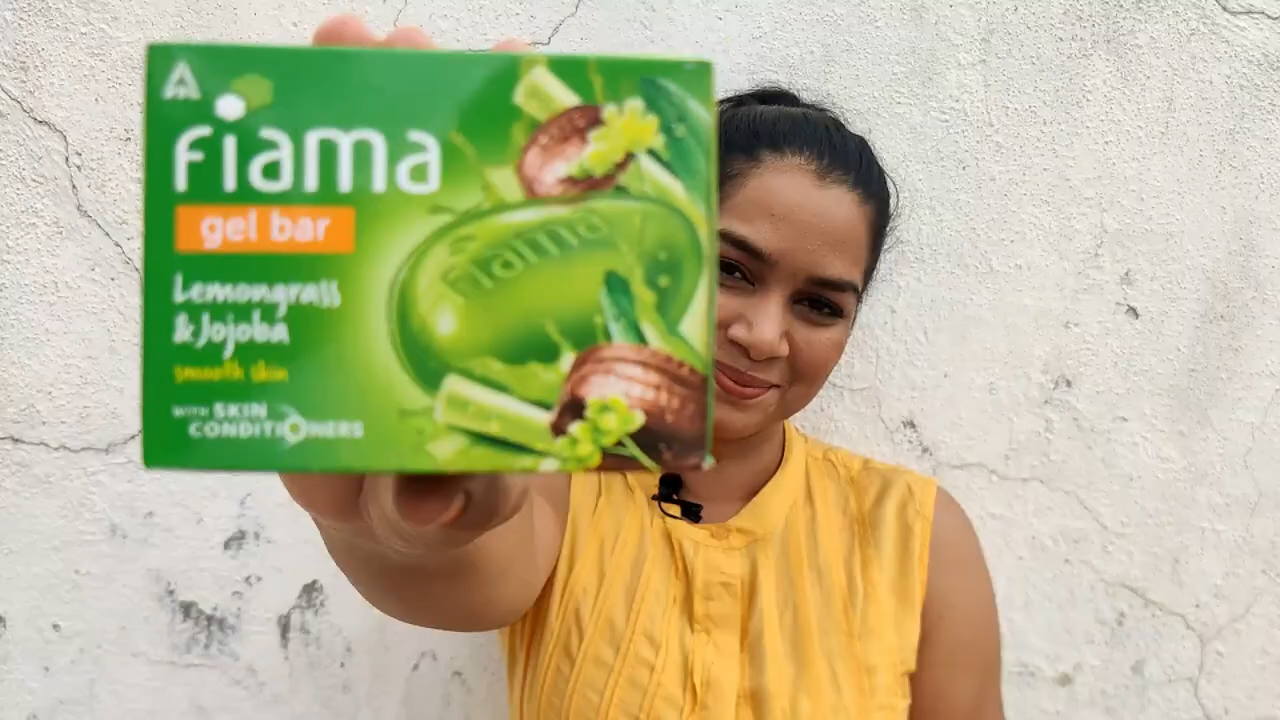 fiama
gel bar
Lemongrass
& Jojoba
smooth skin
WITH SKIN
CONDITIONERS
fiama